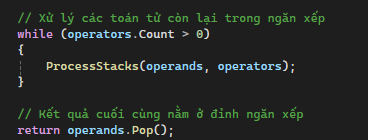 // Xử lý các toán tử còn lại trong ngăn xếp
while (operators.Count > 0)
{
    ProcessStacks(operands, operators);
}

// Kết quả cuối cùng nằm ở đỉnh ngăn xếp
return operands.Pop();